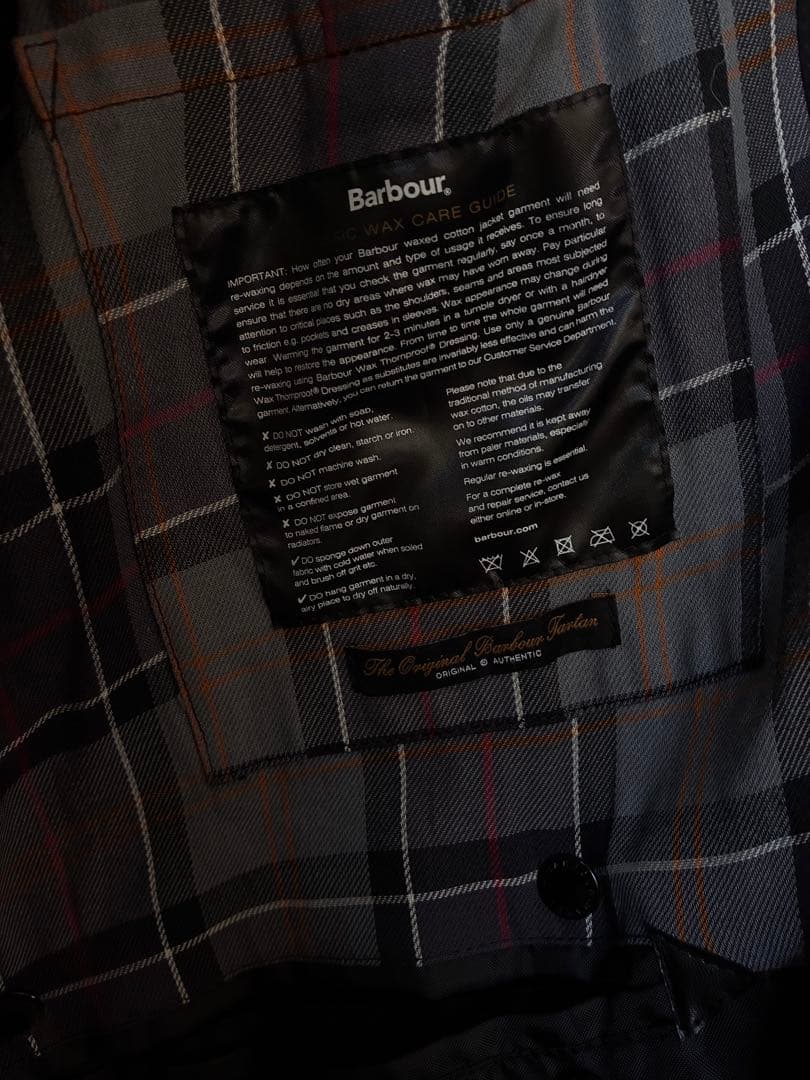 Barbour®
IC WAX CARE GUIDE
IMPORTANT: How often your Barbour waxed cotton jacket garment will need
re-waxing depends on the amount and type of usage it receives. To ensure long
service it is essential that you check the garment regularly, say once a month, to
ensure that there are no dry areas where wax may have worn away. Pay particular
attention to critical places such as the shoulders, seams and areas most subjected
to friction e.g. pockets and creases in sleeves. Wax appearance may change during
wear. Warming the garment for 2-3 minutes in a tumble dryer or with a hairdryer
will help to restore the appearance. From time to time the whole garment will need
re-waxing using Barbour Wax Thornproof® Dressing. Use only a genuine Barbour
Wax Thornproof® Dressing as substitutes are invariably less effective and can harm the
garment. Alternatively, you can return the garment to our Customer Service Department.
✗ DO NOT wash with soap,
detergent, solvents or hot water.
✗ DO NOT dry clean, starch or iron.
✗ DO NOT machine wash.
✗ DO NOT store wet garment
in a confined area.
✗ DO NOT expose garment
to naked flame or dry garment on
radiators.
✓ DO sponge down outer
fabric with cold water when soiled
and brush off grit etc.
✓ DO hang garment in a dry,
airy place to dry off naturally.
Please note that due to the
traditional method of manufacturing
wax cotton, the oils may transfer
on to other materials.
We recommend it is kept away
from paler materials, especially
in warm conditions.
Regular re-waxing is essential.
For a complete re-wax
and repair service, contact us
either online or in-store.
barbour.com
The Original Barbour Tartan
ORIGINAL © AUTHENTIC